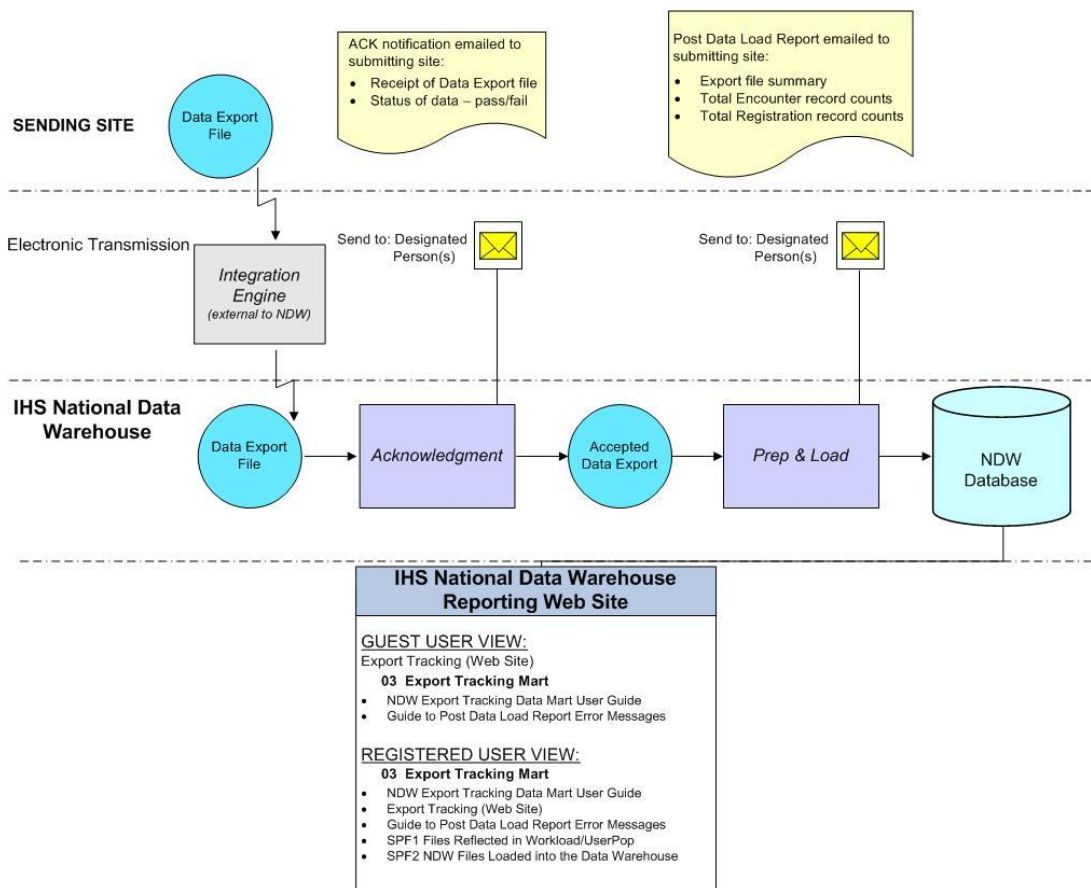 ACK notification emailed to
submitting site:
• Receipt of Data Export file
• Status of data – pass/fail
Post Data Load Report emailed to
submitting site:
• Export file summary
• Total Encounter record counts
• Total Registration record counts
SENDING SITE
Data Export
File
Electronic Transmission
Integration
Engine
(external to NDW)
Send to: Designated
Person(s)
Send to: Designated
Person(s)
IHS National Data
Warehouse
Data Export
File
Acknowledgment
Accepted
Data Export
Prep & Load
NDW
Database
IHS National Data Warehouse
Reporting Web Site
GUEST USER VIEW:
Export Tracking (Web Site)
03 Export Tracking Mart
• NDW Export Tracking Data Mart User Guide
• Guide to Post Data Load Report Error Messages
REGISTERED USER VIEW:
03 Export Tracking Mart
• NDW Export Tracking Data Mart User Guide
• Export Tracking (Web Site)
• Guide to Post Data Load Report Error Messages
• SPF1 Files Reflected in Workload/UserPop
• SPF2 NDW Files Loaded into the Data Warehouse